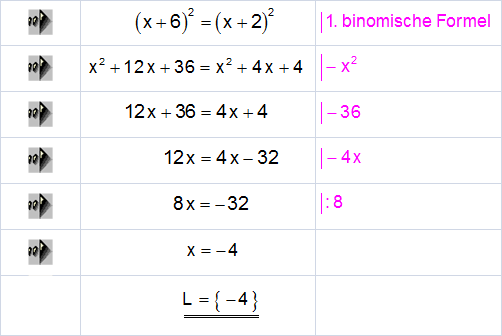 (x+6)² = (x+2)² |1. binomische Formel
x² + 12x + 36 = x² + 4x + 4 |− x²
12x + 36 = 4x + 4 |− 36
12x = 4x − 32 |− 4x
8x = −32 |: 8
x = −4
L = {−4}